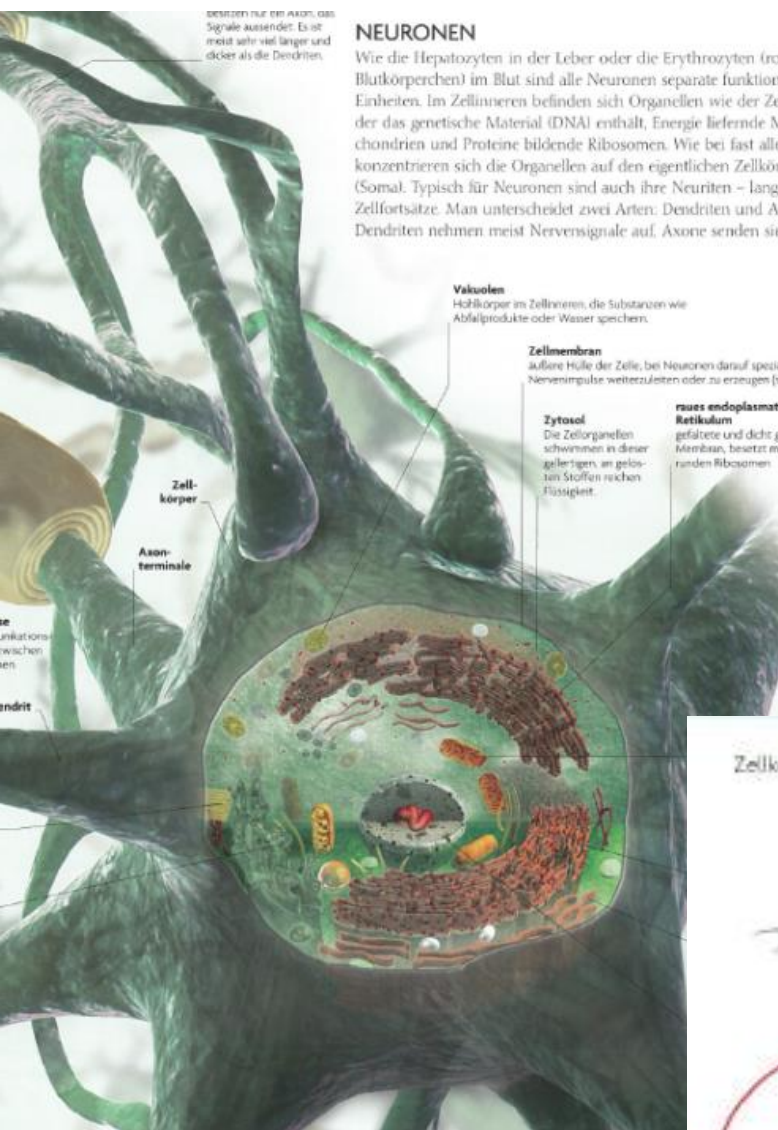 besitzen nur ein Axon, das
Signale aussendet. Es ist
meist sehr viel länger und
dicker als die Dendriten.
NEURONEN
Wie die Hepatozyten in der Leber oder die Erythrozyten (ro
Blutkörperchen) im Blut sind alle Neuronen separate funktion
Einheiten. Im Zellinneren befinden sich Organellen wie der Ze
der das genetische Material (DNA) enthält, Energie liefernde M
chondrien und Proteine bildende Ribosomen. Wie bei fast alle
konzentrieren sich die Organellen auf den eigentlichen Zellkör
(Soma). Typisch für Neuronen sind auch ihre Neuriten – lang
Zellfortsätze. Man unterscheidet zwei Arten: Dendriten und A
Dendriten nehmen meist Nervensignale auf, Axone senden sie
Vakuolen
Hohlkörper im Zellinneren, die Substanzen wie
Abfallprodukte oder Wasser speichern.
Zellmembran
äußere Hülle der Zelle, bei Neuronen darauf spezi
Nervenimpulse weiterzuleiten oder zu erzeugen
Zytosol
Die Zellorganellen
schwimmen in dieser
gallertigen, an gelös-
ten Stoffen reichen
Flüssigkeit.
raues endoplasmat
Retikulum
gefaltete und dicht g
Membran, besetzt m
runden Ribosomen
Zell-
körper
Axon-
terminale
se
unikations-
zwischen
nen
endrit
Zellk